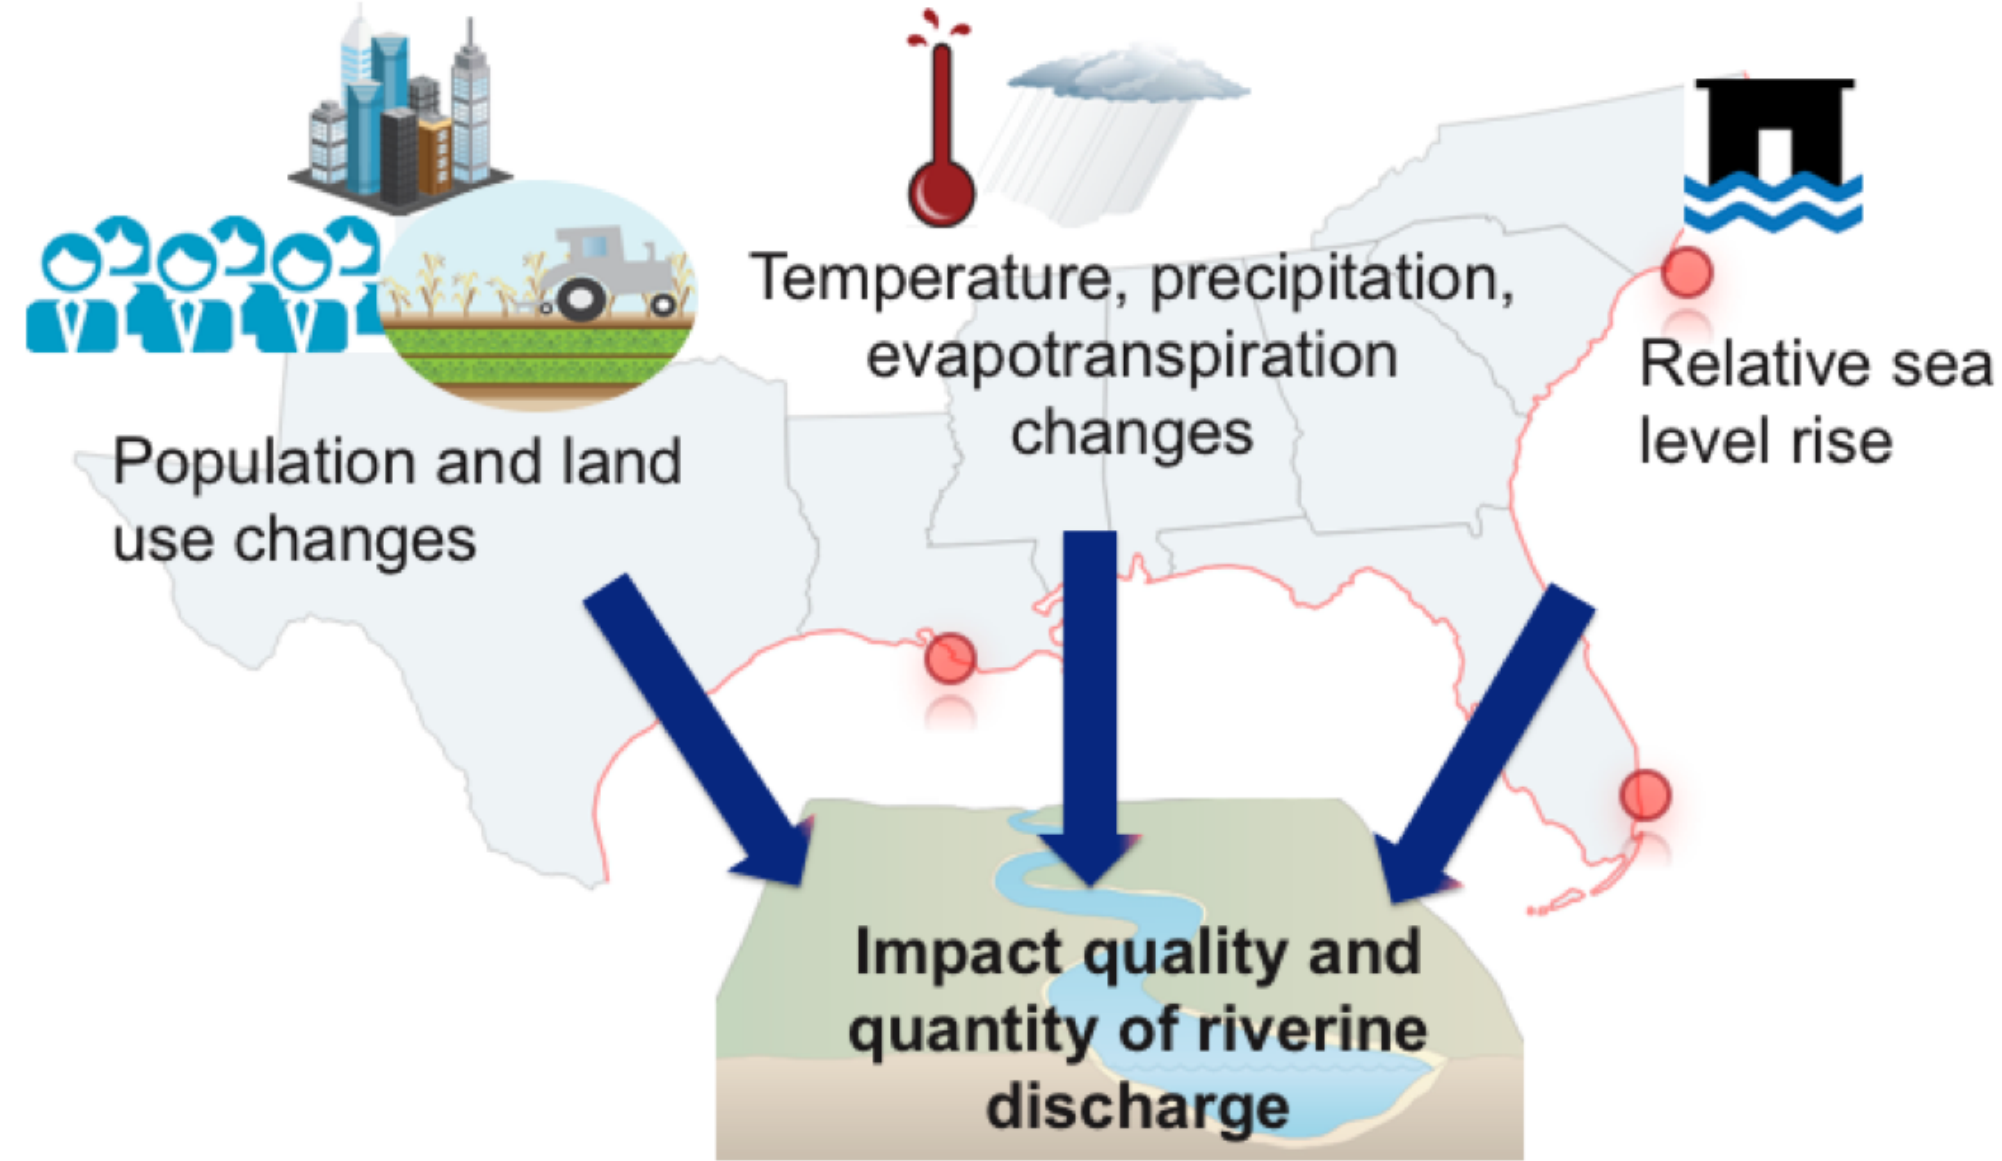 Population and land
use changes
Temperature, precipitation,
evapotranspiration
changes
Relative sea
level rise
Impact quality and
quantity of riverine
discharge